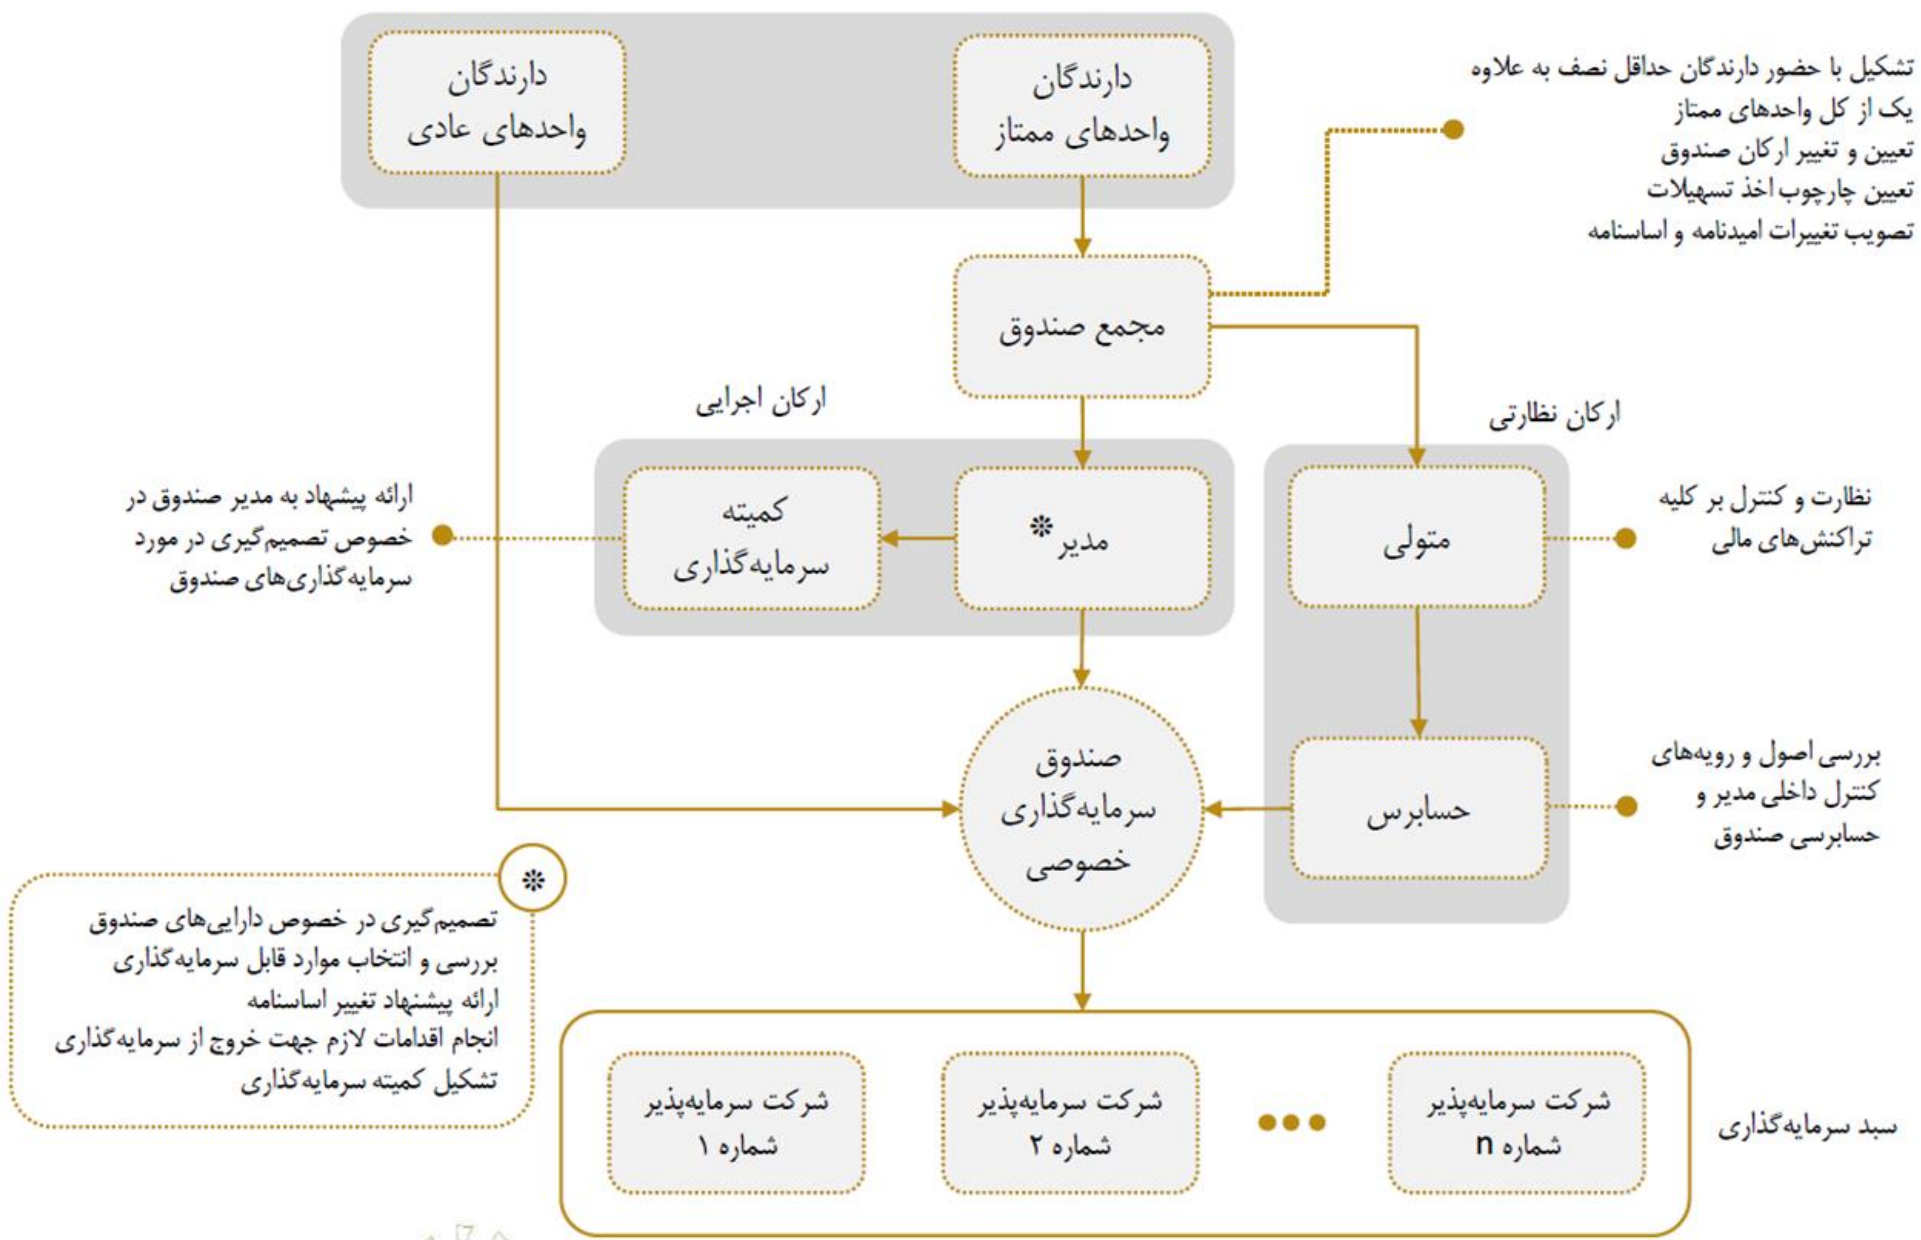 دارندگان
واحدهای ممتاز
دارندگان
واحدهای عادی
تشکیل با حضور دارندگان حداقل نصف به علاوه
یک از کل واحدهای ممتاز
تعیین و تغییر ارکان صندوق
تعیین چارچوب اخذ تسهیلات
تصویب تغییرات امیدنامه و اساسنامه
مجمع صندوق
ارکان نظارتی
ارکان اجرایی
نظارت و کنترل بر کلیه
تراکنش‌های مالی
متولی
مدیر*
کمیته
سرمایه‌گذاری
ارائه پیشهاد به مدیر صندوق در
خصوص تصمیم‌گیری در مورد
سرمایه‌گذاری‌های صندوق
بررسی اصول و رویه‌های
کنترل داخلی مدیر و
حسابرسی صندوق
حسابرس
صندوق
سرمایه‌گذاری
خصوصی
*
تصمیم‌گیری در خصوص دارایی‌های صندوق
بررسی و انتخاب موارد قابل سرمایه‌گذاری
ارائه پیشنهاد تغییر اساسنامه
انجام اقدامات لازم جهت خروج از سرمایه‌گذاری
تشکیل کمیته سرمایه‌گذاری
سبد سرمایه‌گذاری
شرکت سرمایه‌پذیر
شماره n
شرکت سرمایه‌پذیر
شماره ۲
شرکت سرمایه‌پذیر
شماره ۱